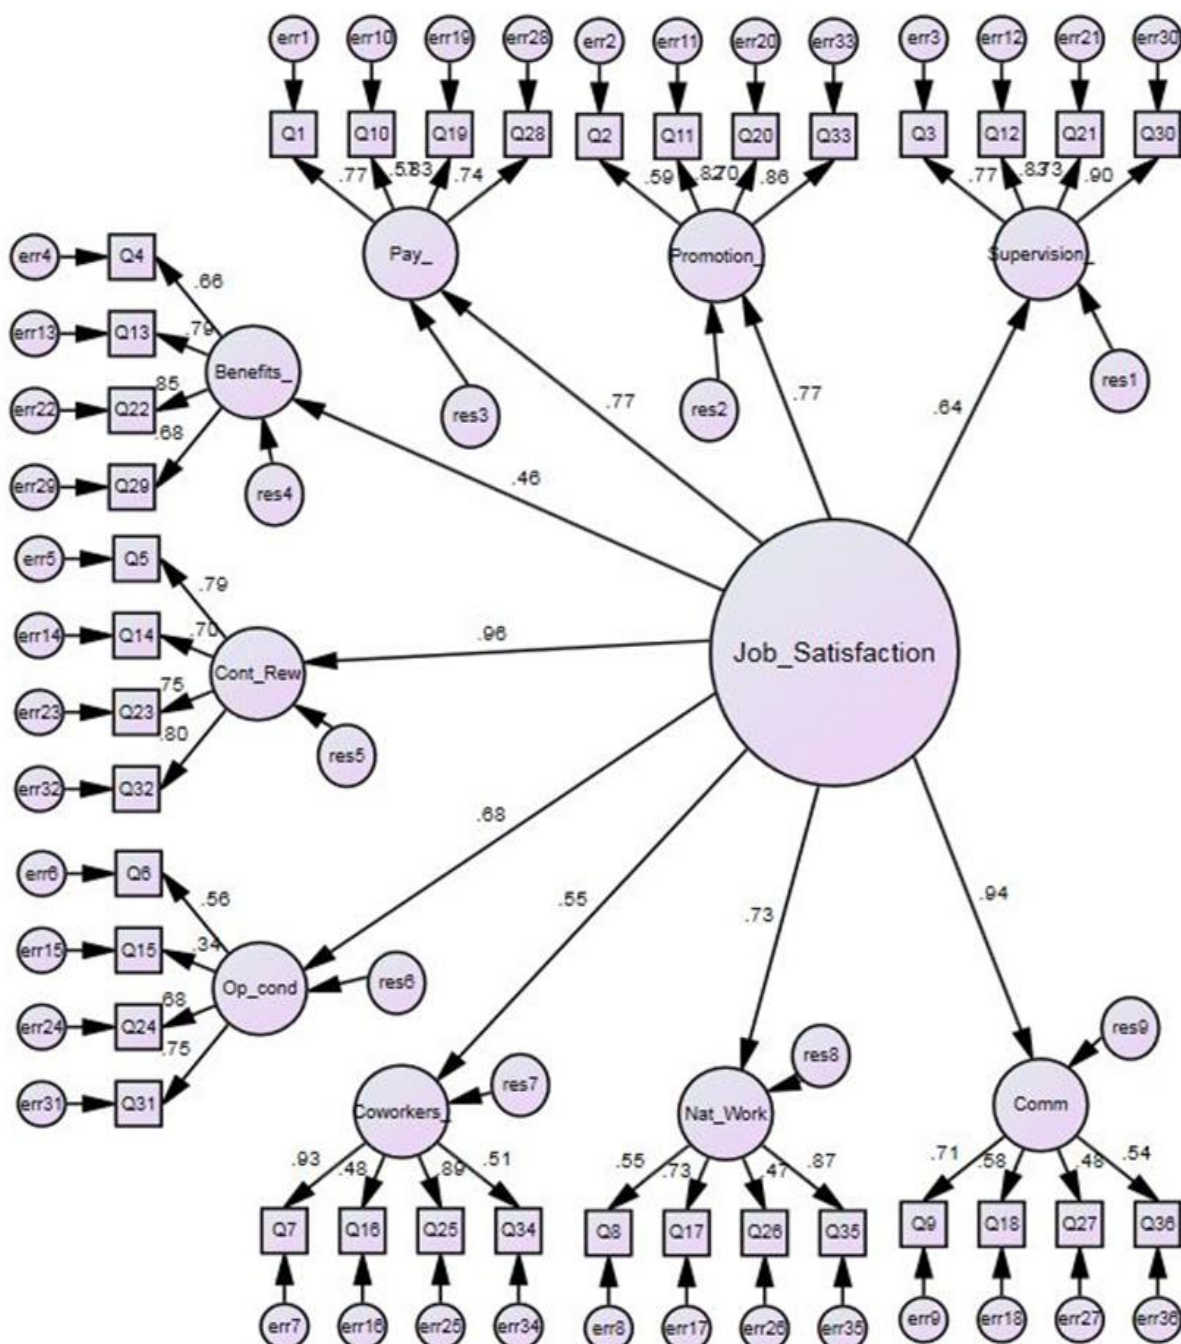 err1 err10 err19 err28 err2 err11 err20 err33 err3 err12 err21 err30
Q1 Q10 Q19 Q28 Q2 Q11 Q20 Q33 Q3 Q12 Q21 Q30
.77 .83 .74 .59 .82 .70 .86 .77 .83 .73 .90
Pay_ Promotion_ Supervision_
err4 Q4
.66
err13 Q13 .79
Benefits_
err22 Q22 .85
.68
err29 Q29
res4 res3 res2 res1
.46 .77 .77 .64
err5 Q5
.79
err14 Q14 .70
Cont_Rew
err23 Q23 .75
.80
err32 Q32
res5
.96
Job_Satisfaction
err6 Q6
.56
err15 Q15 .34
Op_cond
err24 Q24 .68
.75
err31 Q31
res6
.68 .55 .73 .94
res7 res8 res9
Coworkers_ Nat_Work Comm
.93 .48 .89 .51 .55 .73 .47 .87 .71 .58 .48 .54
Q7 Q16 Q25 Q34 Q8 Q17 Q26 Q35 Q9 Q18 Q27 Q36
err7 err16 err25 err34 err8 err17 err26 err35 err9 err18 err27 err36